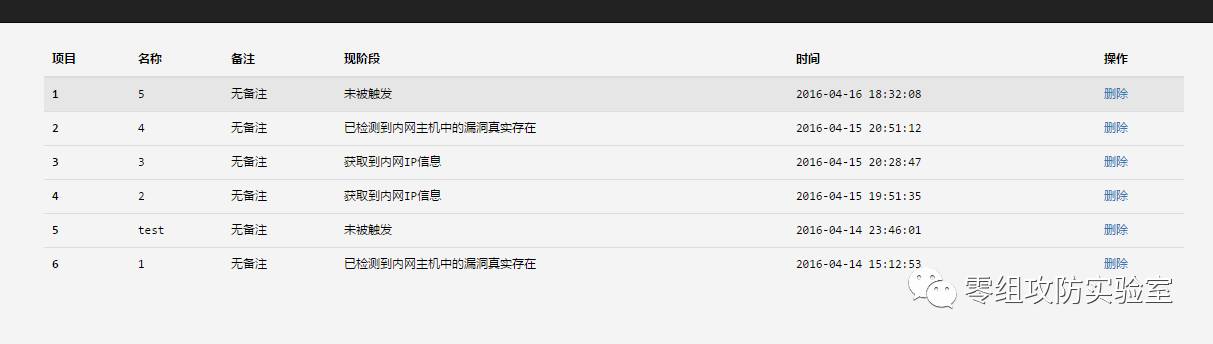 项目 名称 备注 现阶段 时间 操作
1 5 无备注 未被触发 2016-04-16 18:32:08 删除
2 4 无备注 已检测到内网主机中的漏洞真实存在 2016-04-15 20:51:12 删除
3 3 无备注 获取到内网IP信息 2016-04-15 20:28:47 删除
4 2 无备注 获取到内网IP信息 2016-04-15 19:51:35 删除
5 test 无备注 未被触发 2016-04-14 23:46:01 删除
6 1 无备注 已检测到内网主机中的漏洞真实存在 2016-04-14 15:12:53 删除
零组攻防实验室